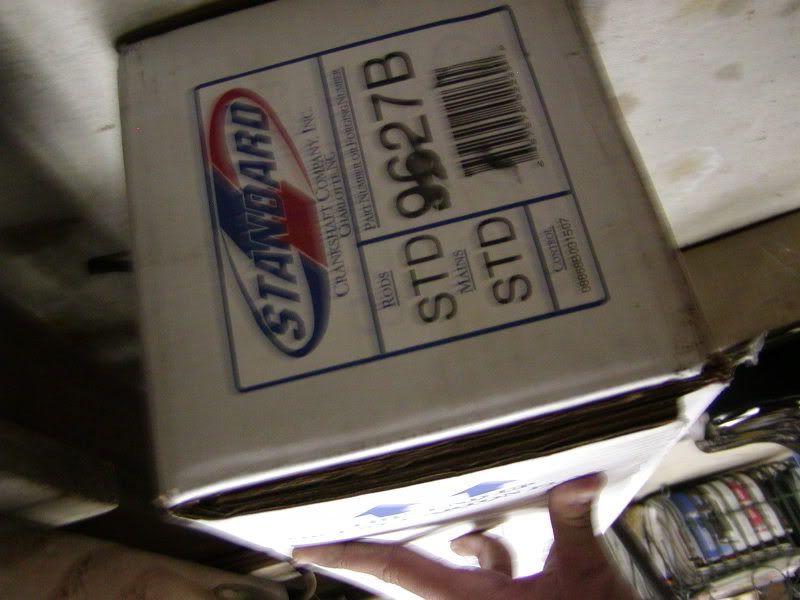 STANDARD
CRANKSHAFT COMPANY, INC.
CHARLOTTE, NC
PART NUMBER OR FORGING NUMBER
9627B
RODS
STD
MAINS
STD
CONTROL